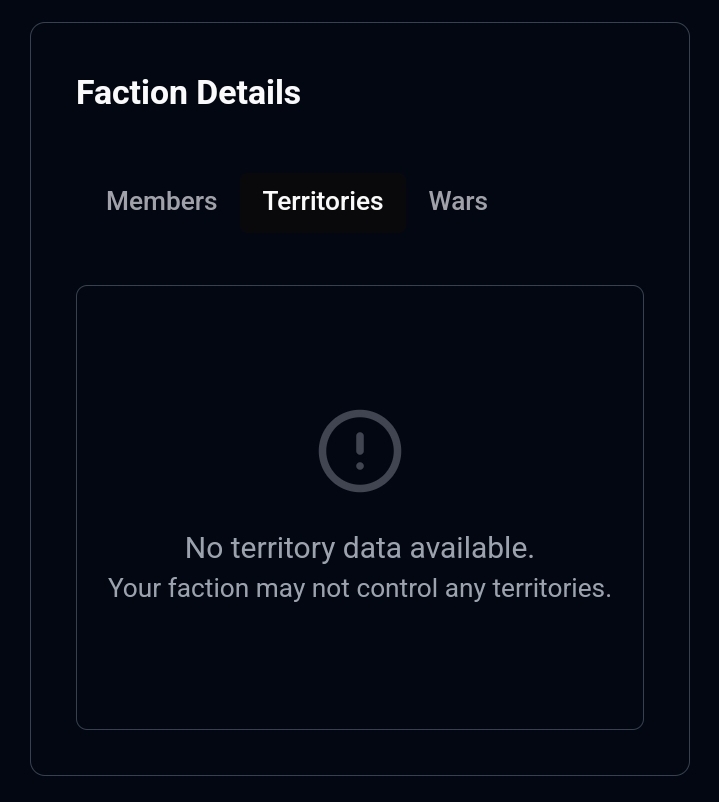 Faction Details
Members Territories Wars
No territory data available.
Your faction may not control any territories.